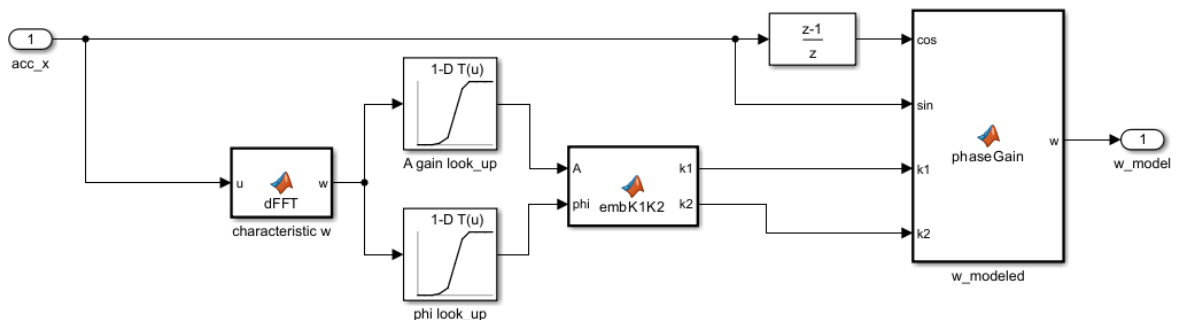 1
acc_x
z-1
z
cos
sin
k1
k2
phaseGain
w
w_modeled
1
w_model
1-D T(u)
A gain look_up
u
dFFT
w
characteristic w
1-D T(u)
phi look_up
A
phi
embK1K2
k1
k2